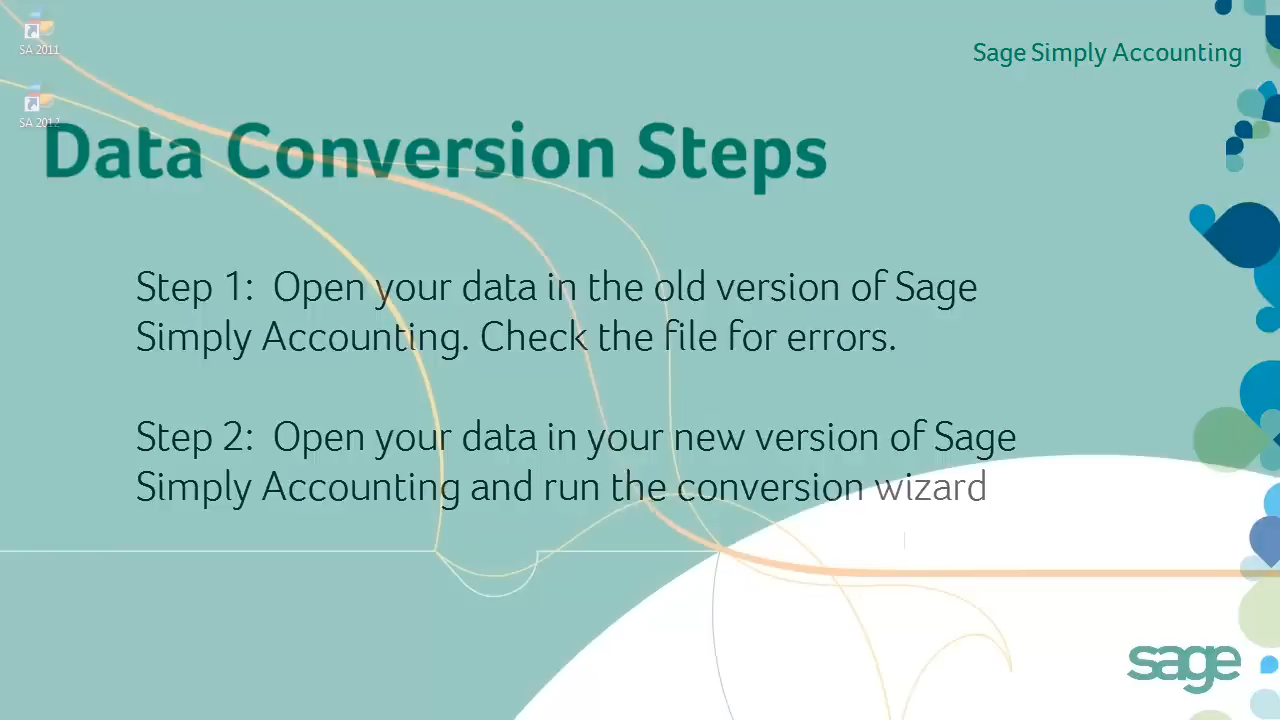 SA 2011
Sage Simply Accounting
SA 2012
Data Conversion Steps
Step 1:  Open your data in the old version of Sage
Simply Accounting. Check the file for errors.
Step 2:  Open your data in your new version of Sage
Simply Accounting and run the conversion wizard
sage